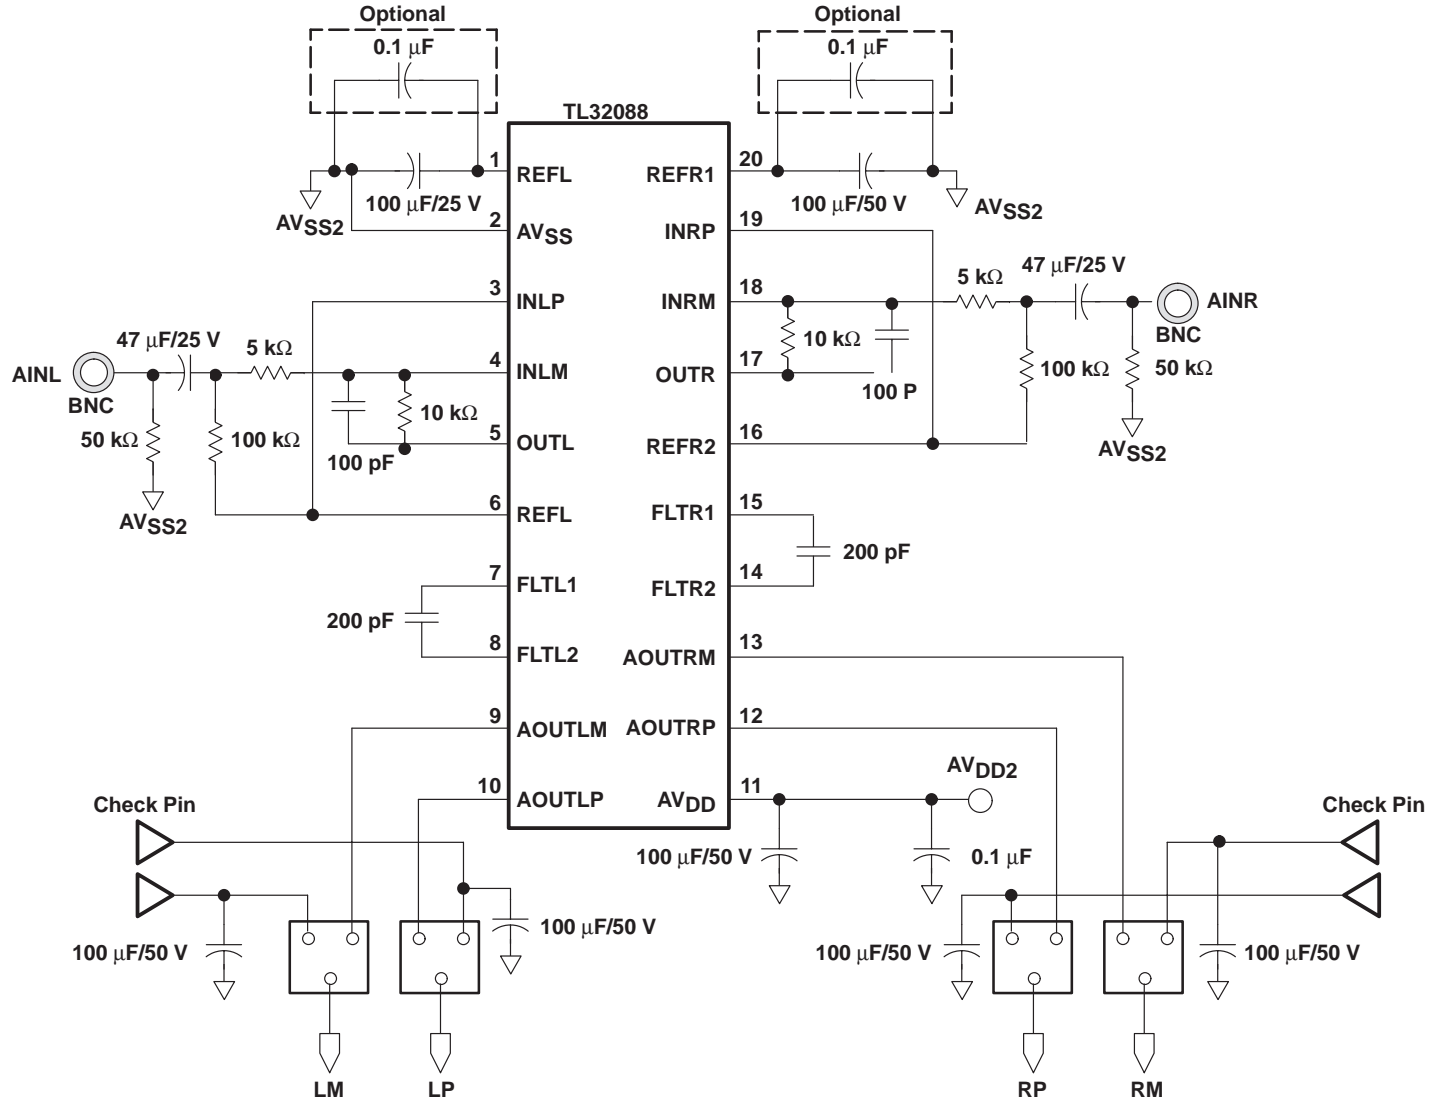 Optional
Optional
0.1 μF
0.1 μF
TL32088
1
REFL
REFR1
20
100 μF/25 V
100 μF/50 V
AVSS2
AVSS2
2
AVSS
INRP
19
3
INLP
INRM
18
5 kΩ
47 μF/25 V
AINR
BNC
47 μF/25 V
5 kΩ
AINL
BNC
4
INLM
OUTR
17
10 kΩ
100 P
100 kΩ
50 kΩ
50 kΩ
100 kΩ
10 kΩ
100 pF
5
OUTL
REFR2
16
AVSS2
AVSS2
6
REFL
FLTR1
15
200 pF
7
FLTL1
FLTR2
14
200 pF
8
FLTL2
AOUTRM
13
9
AOUTLM
AOUTRP
12
10
AOUTLP
AVDD
11
AVDD2
Check Pin
Check Pin
100 μF/50 V
0.1 μF
100 μF/50 V
100 μF/50 V
100 μF/50 V
100 μF/50 V
LM
LP
RP
RM